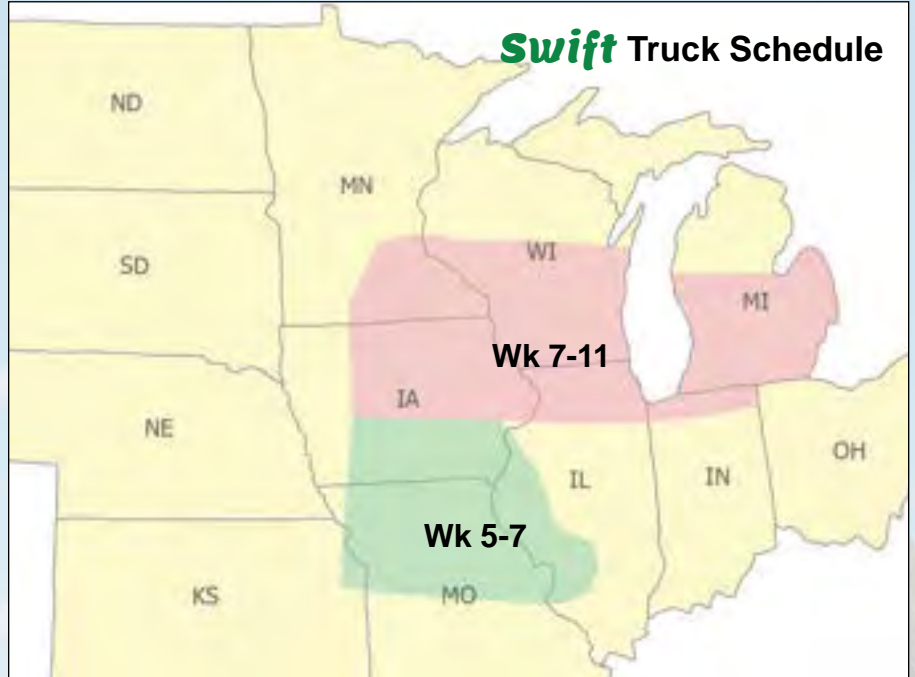 Swift Truck Schedule
ND
MN
WI
SD
MI
Wk 7-11
IA
NE
OH
IL
IN
Wk 5-7
KS
MO